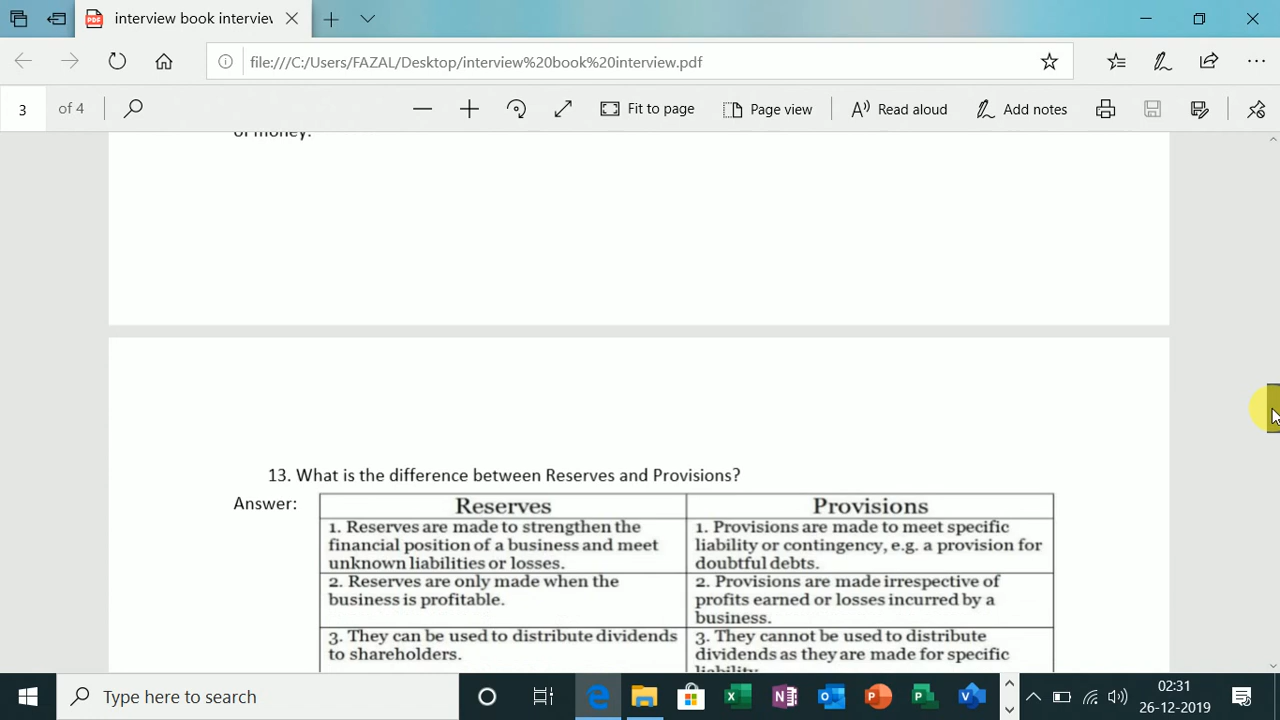 interview book interview
file:///C:/Users/FAZAL/Desktop/interview%20book%20interview.pdf
3 of 4
Fit to page
Page view
Read aloud
Add notes
of money.
13. What is the difference between Reserves and Provisions?
Answer:
Reserves
Provisions
1. Reserves are made to strengthen the
financial position of a business and meet
unknown liabilities or losses.
1. Provisions are made to meet specific
liability or contingency, e.g. a provision for
doubtful debts.
2. Reserves are only made when the
business is profitable.
2. Provisions are made irrespective of
profits earned or losses incurred by a
business.
3. They can be used to distribute dividends
to shareholders.
3. They cannot be used to distribute
dividends as they are made for specific
liability.
Type here to search
02:31
26-12-2019